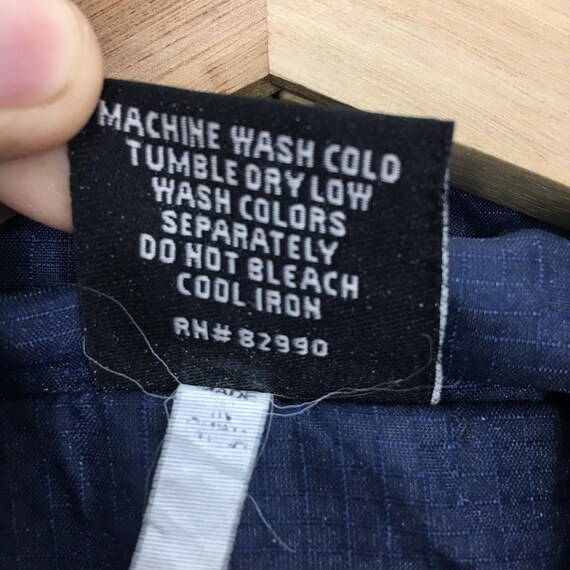 MACHINE WASH COLD
TUMBLE DRY LOW
WASH COLORS
SEPARATELY
DO NOT BLEACH
COOL IRON
RN# 82990